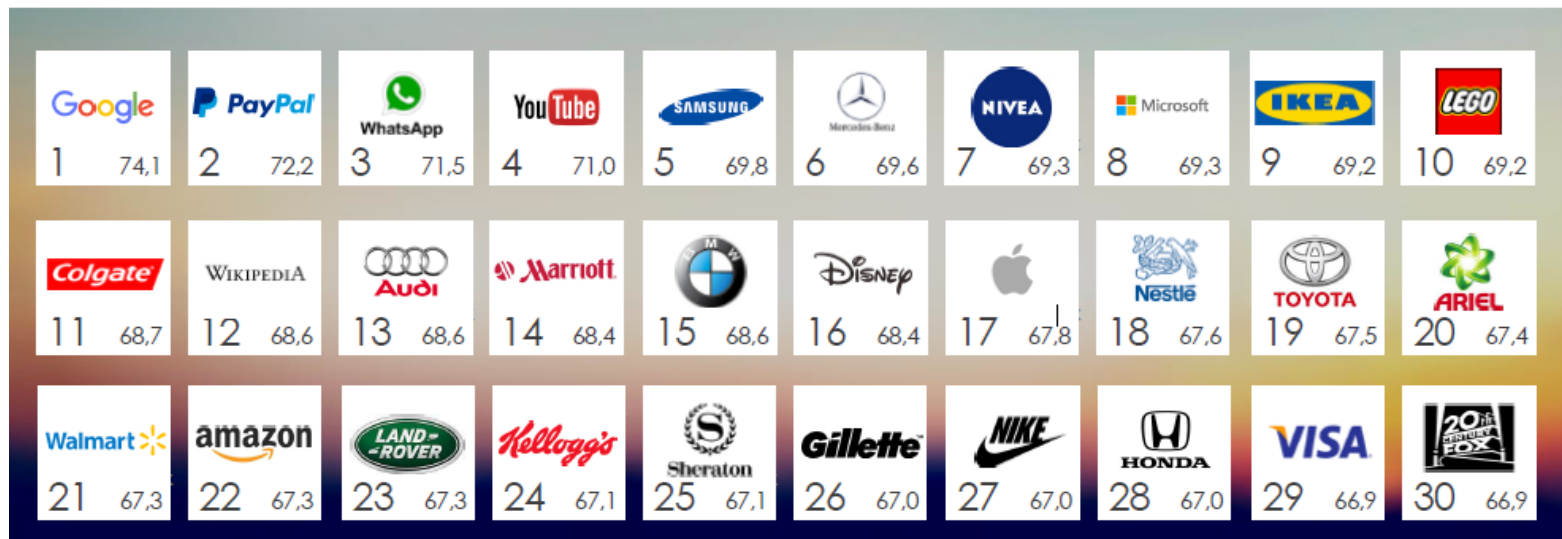 Google
1 74,1
PayPal
2 72,2
WhatsApp
3 71,5
YouTube
4 71,0
SAMSUNG
5 69,8
Mercedes-Benz
6 69,6
NIVEA
7 69,3
Microsoft
8 69,3
IKEA
9 69,2
LEGO
10 69,2
Colgate
11 68,7
WIKIPEDIA
12 68,6
Audi
13 68,6
Marriott
14 68,4
BMW
15 68,6
Disney
16 68,4
17 67,8
Nestlé
18 67,6
TOYOTA
19 67,5
ARIEL
20 67,4
Walmart
21 67,3
amazon
22 67,3
LAND-
-ROVER
23 67,3
Kellogg's
24 67,1
S
Sheraton
25 67,1
Gillette
26 67,0
NIKE
27 67,0
HONDA
28 67,0
VISA
29 66,9
20th
CENTURY
FOX
30 66,9